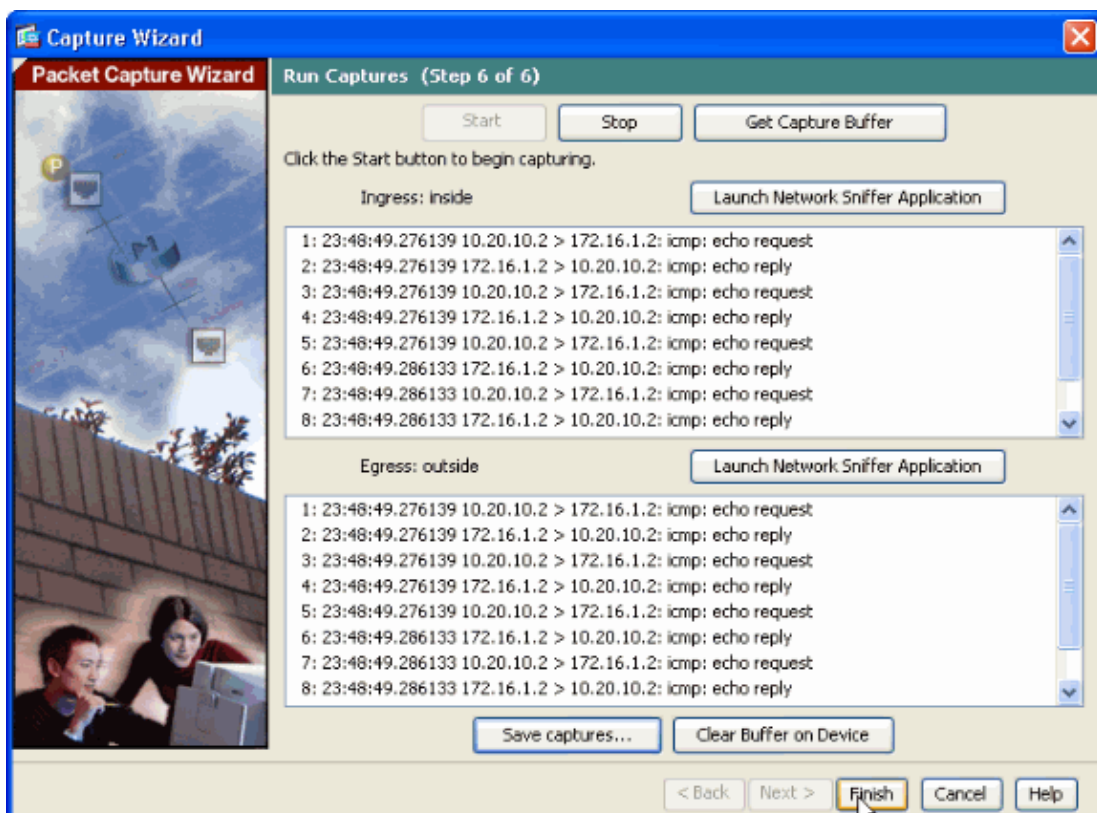 Capture Wizard
Packet Capture Wizard
Run Captures (Step 6 of 6)
Start Stop Get Capture Buffer
Click the Start button to begin capturing.
Ingress: inside Launch Network Sniffer Application
1: 23:48:49.276139 10.20.10.2 > 172.16.1.2: icmp: echo request
2: 23:48:49.276139 172.16.1.2 > 10.20.10.2: icmp: echo reply
3: 23:48:49.276139 10.20.10.2 > 172.16.1.2: icmp: echo request
4: 23:48:49.276139 172.16.1.2 > 10.20.10.2: icmp: echo reply
5: 23:48:49.276139 10.20.10.2 > 172.16.1.2: icmp: echo request
6: 23:48:49.286133 172.16.1.2 > 10.20.10.2: icmp: echo reply
7: 23:48:49.286133 10.20.10.2 > 172.16.1.2: icmp: echo request
8: 23:48:49.286133 172.16.1.2 > 10.20.10.2: icmp: echo reply
Egress: outside Launch Network Sniffer Application
1: 23:48:49.276139 10.20.10.2 > 172.16.1.2: icmp: echo request
2: 23:48:49.276139 172.16.1.2 > 10.20.10.2: icmp: echo reply
3: 23:48:49.276139 10.20.10.2 > 172.16.1.2: icmp: echo request
4: 23:48:49.276139 172.16.1.2 > 10.20.10.2: icmp: echo reply
5: 23:48:49.276139 10.20.10.2 > 172.16.1.2: icmp: echo request
6: 23:48:49.286133 172.16.1.2 > 10.20.10.2: icmp: echo reply
7: 23:48:49.286133 10.20.10.2 > 172.16.1.2: icmp: echo request
8: 23:48:49.286133 172.16.1.2 > 10.20.10.2: icmp: echo reply
Save captures... Clear Buffer on Device
< Back Next > Finish Cancel Help
P